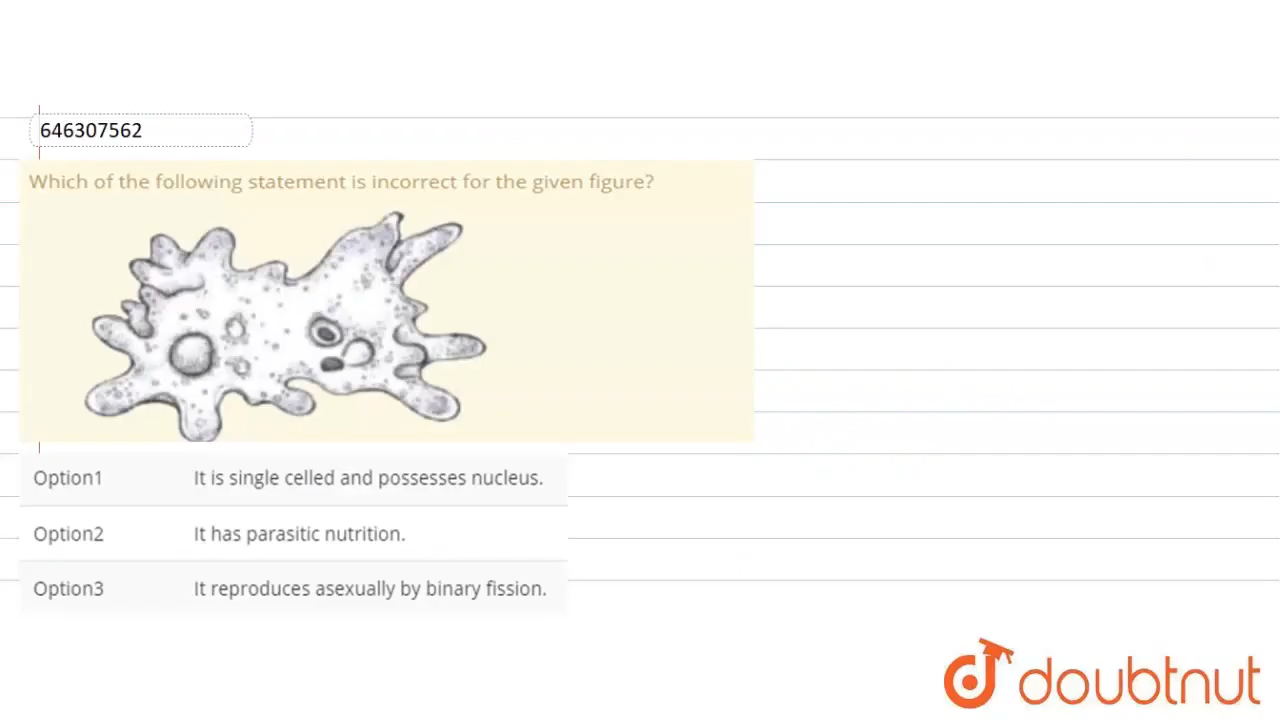 646307562
Which of the following statement is incorrect for the given figure?
Option1 It is single celled and possesses nucleus.
Option2 It has parasitic nutrition.
Option3 It reproduces asexually by binary fission.
doubtnut